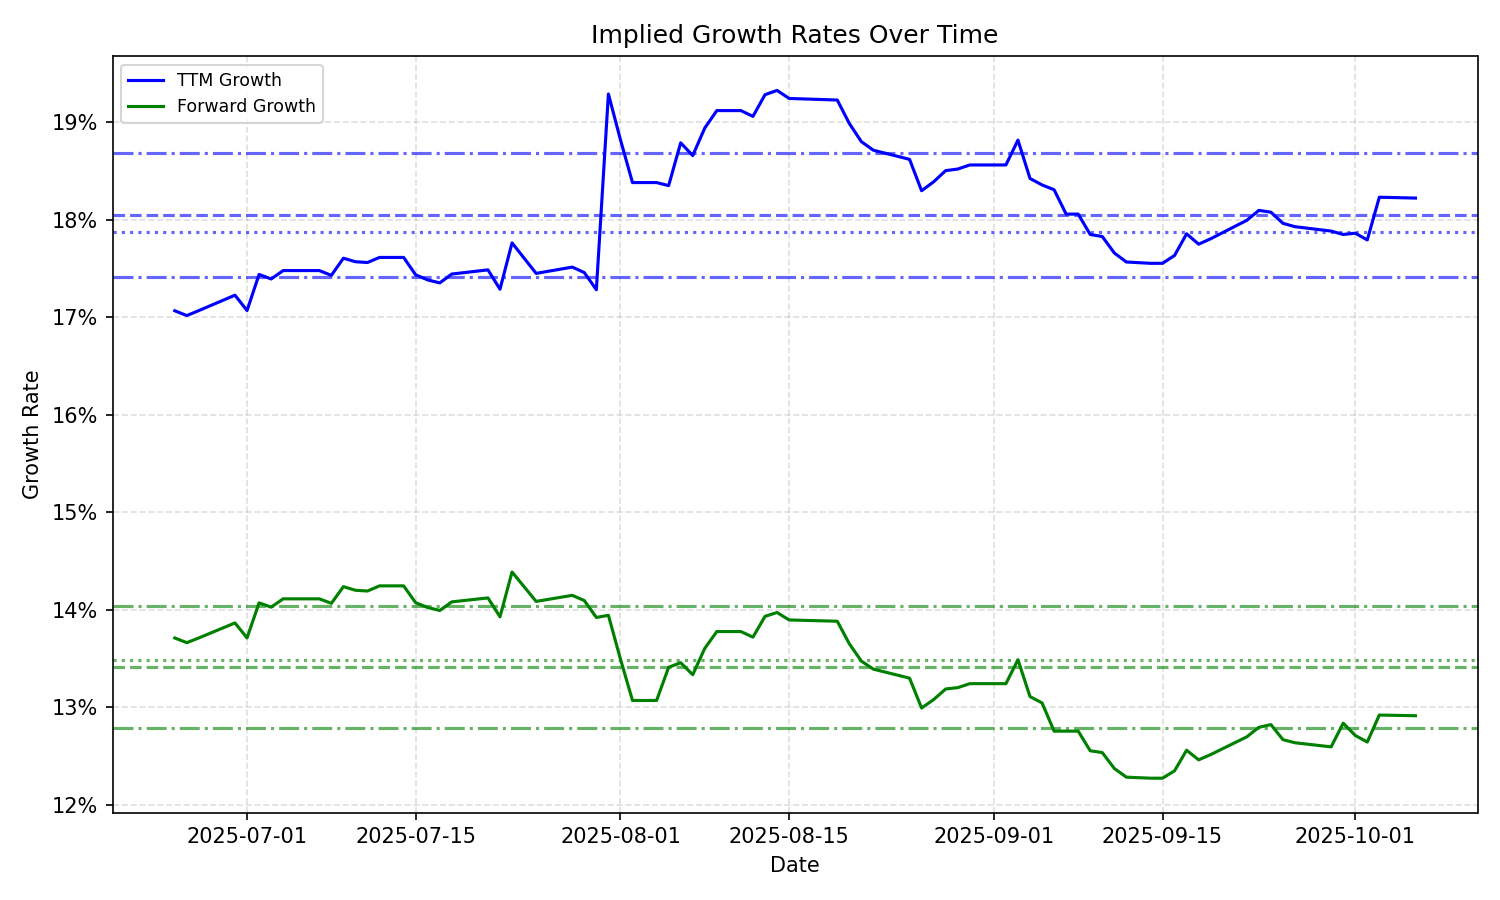 Implied Growth Rates Over Time
TTM Growth
Forward Growth
Growth Rate
19%
18%
17%
16%
15%
14%
13%
12%
2025-07-01 2025-07-15 2025-08-01 2025-08-15 2025-09-01 2025-09-15 2025-10-01
Date